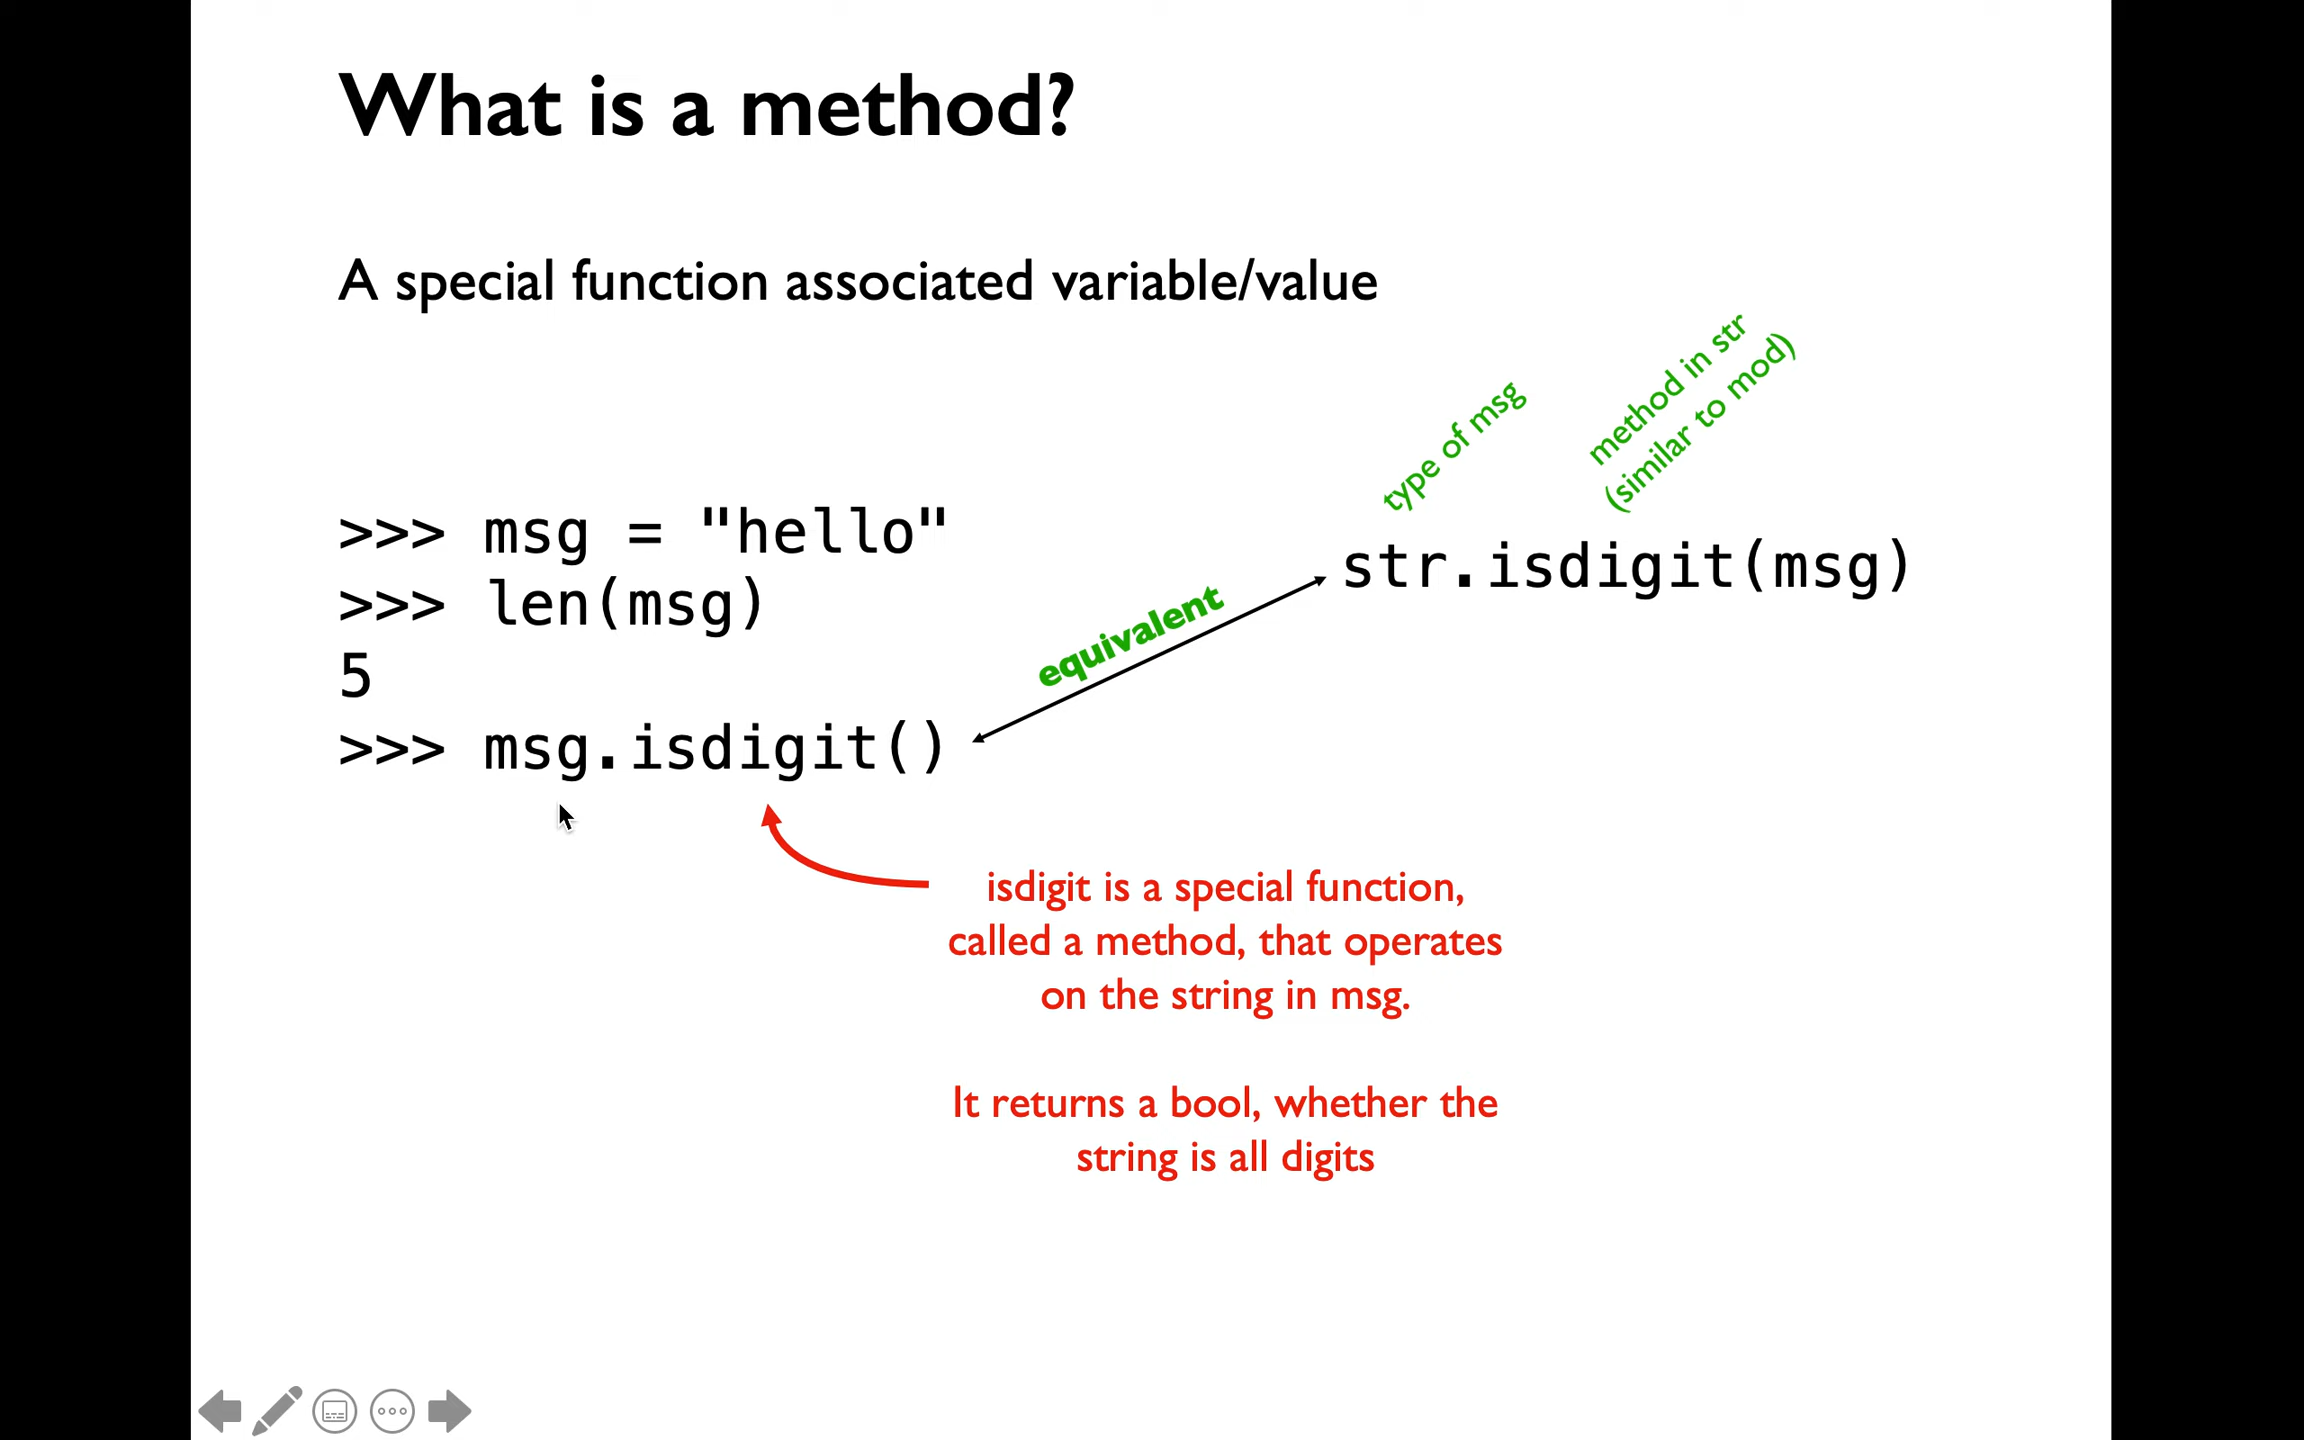 What is a method?
A special function associated variable/value
type of msg
method in str
(similar to mod)
>>> msg = "hello"
>>> len(msg)
5
>>> msg.isdigit()
equivalent
str.isdigit(msg)
isdigit is a special function,
called a method, that operates
on the string in msg.
It returns a bool, whether the
string is all digits